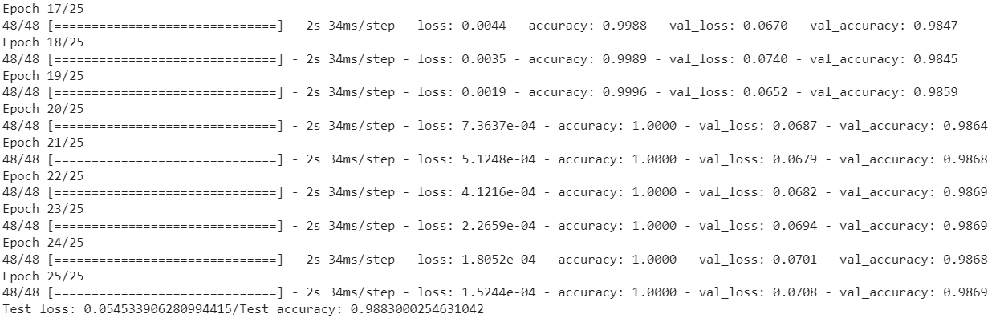 Epoch 17/25
48/48 [==============================] - 2s 34ms/step - loss: 0.0044 - accuracy: 0.9988 - val_loss: 0.0670 - val_accuracy: 0.9847
Epoch 18/25
48/48 [==============================] - 2s 34ms/step - loss: 0.0035 - accuracy: 0.9989 - val_loss: 0.0740 - val_accuracy: 0.9845
Epoch 19/25
48/48 [==============================] - 2s 34ms/step - loss: 0.0019 - accuracy: 0.9996 - val_loss: 0.0652 - val_accuracy: 0.9859
Epoch 20/25
48/48 [==============================] - 2s 34ms/step - loss: 7.3637e-04 - accuracy: 1.0000 - val_loss: 0.0687 - val_accuracy: 0.9864
Epoch 21/25
48/48 [==============================] - 2s 34ms/step - loss: 5.1248e-04 - accuracy: 1.0000 - val_loss: 0.0679 - val_accuracy: 0.9868
Epoch 22/25
48/48 [==============================] - 2s 34ms/step - loss: 4.1216e-04 - accuracy: 1.0000 - val_loss: 0.0682 - val_accuracy: 0.9869
Epoch 23/25
48/48 [==============================] - 2s 34ms/step - loss: 2.2659e-04 - accuracy: 1.0000 - val_loss: 0.0694 - val_accuracy: 0.9869
Epoch 24/25
48/48 [==============================] - 2s 34ms/step - loss: 1.8052e-04 - accuracy: 1.0000 - val_loss: 0.0701 - val_accuracy: 0.9868
Epoch 25/25
48/48 [==============================] - 2s 34ms/step - loss: 1.5244e-04 - accuracy: 1.0000 - val_loss: 0.0708 - val_accuracy: 0.9869
Test loss: 0.054533906280994415/Test accuracy: 0.9883000254631042